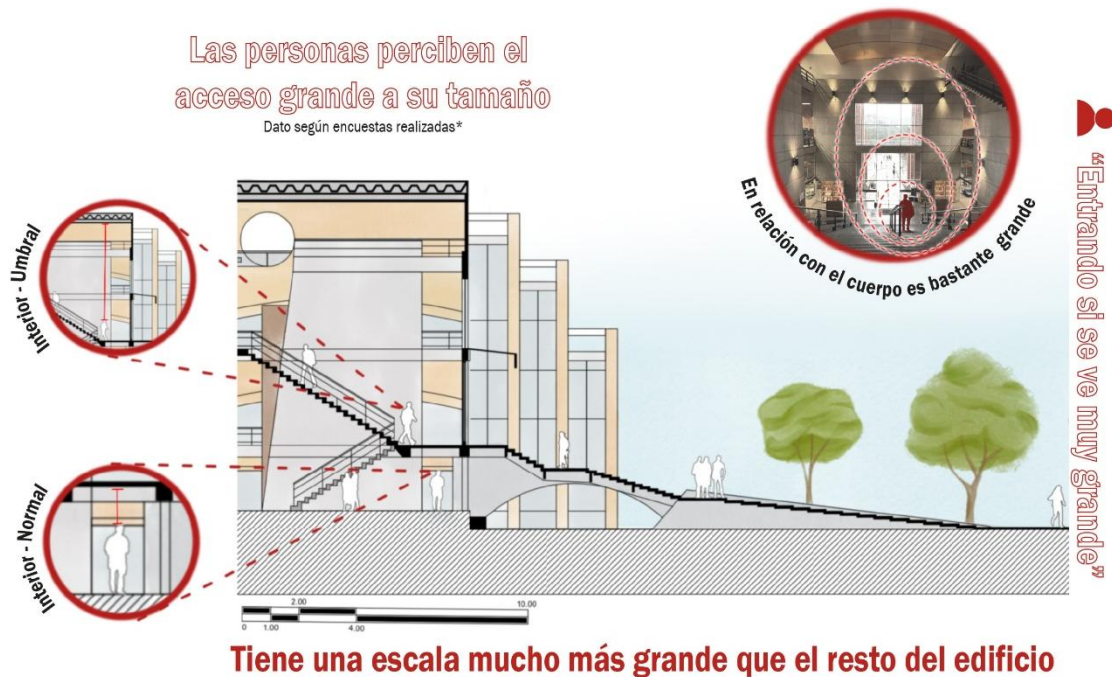 Las personas perciben el
acceso grande a su tamaño
Dato según encuestas realizadas*
En relación con el cuerpo es bastante grande
“Entrando si se ve muy grande”
Interior - Umbral
Interior - Normal
2.00
10.00
0
1.00
4.00
Tiene una escala mucho más grande que el resto del edificio